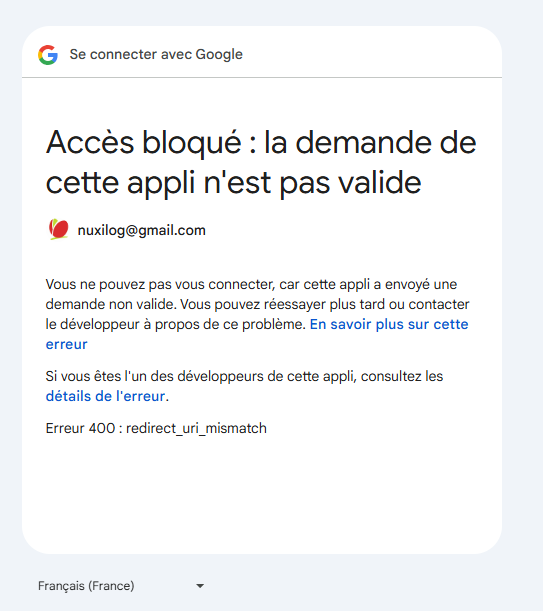 Se connecter avec Google
Accès bloqué : la demande de
cette appli n'est pas valide
nuxilog@gmail.com
Vous ne pouvez pas vous connecter, car cette appli a envoyé une
demande non valide. Vous pouvez réessayer plus tard ou contacter
le développeur à propos de ce problème. En savoir plus sur cette
erreur
Si vous êtes l'un des développeurs de cette appli, consultez les
détails de l'erreur.
Erreur 400 : redirect_uri_mismatch
Français (France)